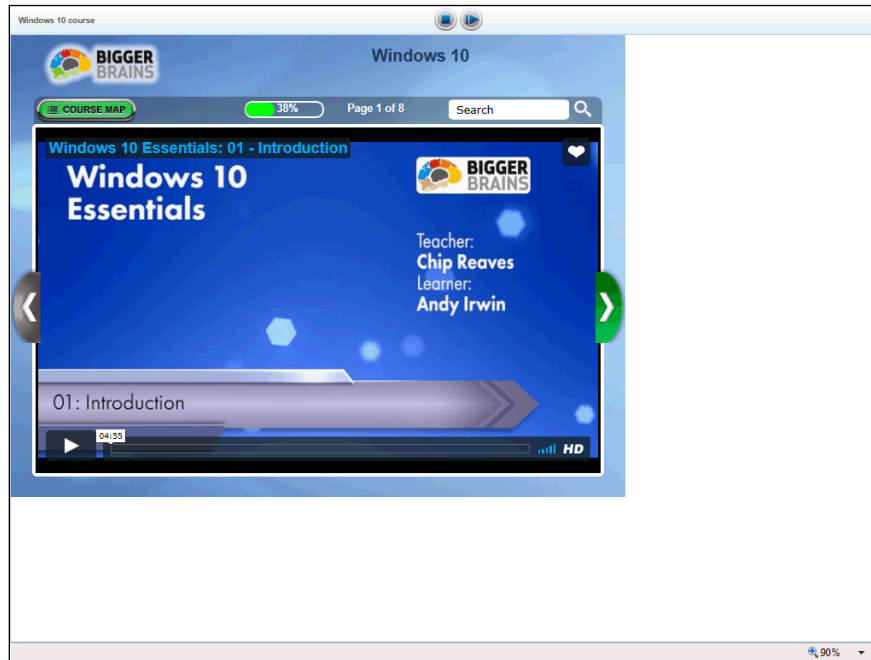 Windows 10 course
BIGGER
BRAINS
Windows 10
COURSE MAP
38%
Page 1 of 8
Search
Windows 10 Essentials: 01 - Introduction
Windows 10
Essentials
BIGGER
BRAINS
Teacher:
Chip Reaves
Learner:
Andy Irwin
01: Introduction
04:55
HD
90%